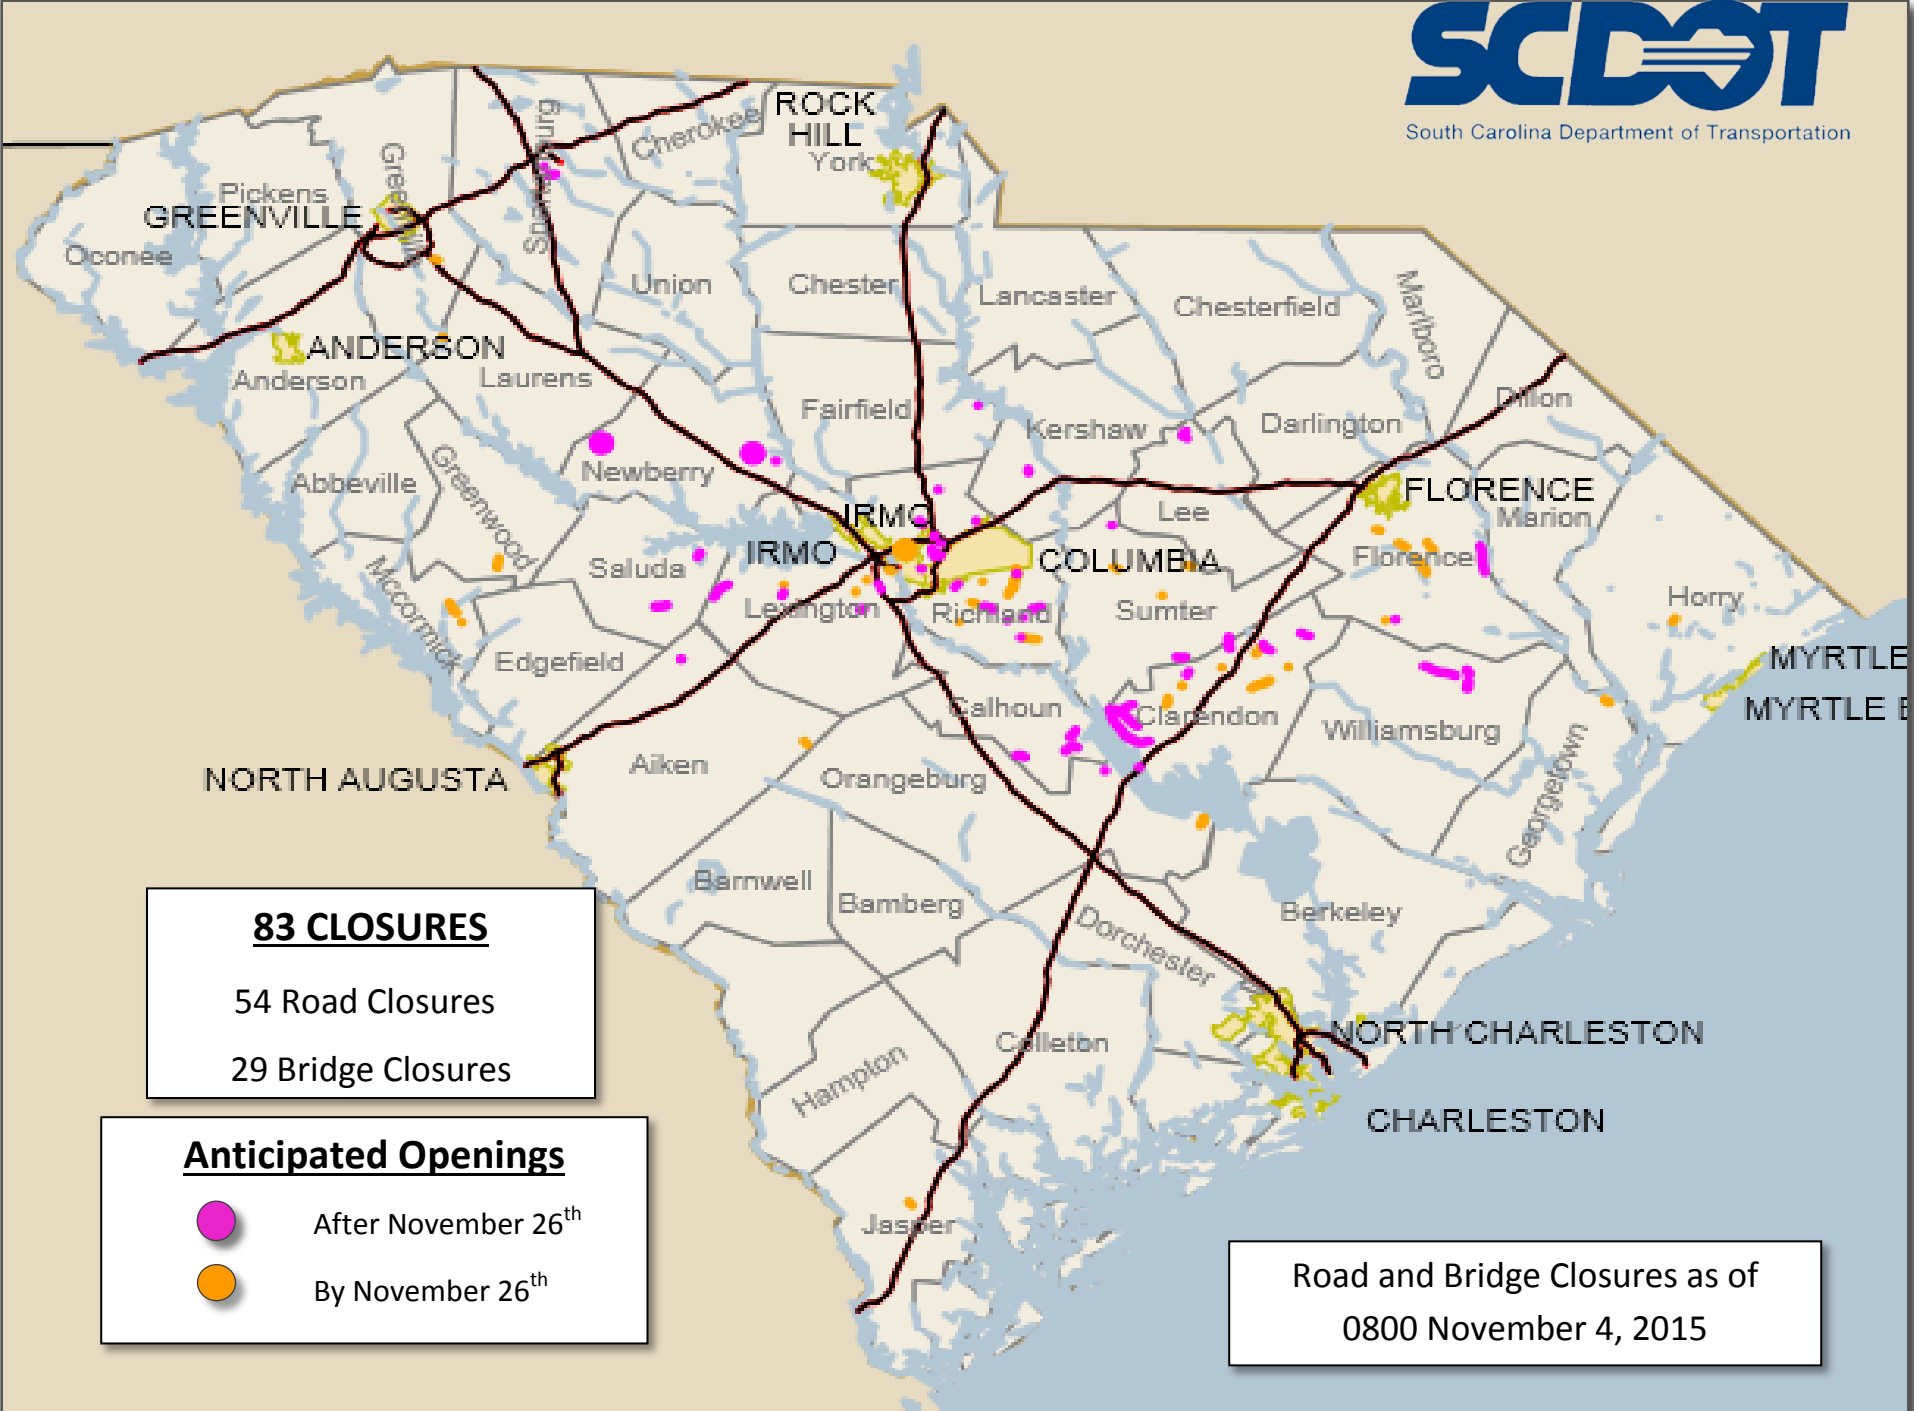 SCDOT
South Carolina Department of Transportation
ROCK
HILL
York
Cherokee
Spartanburg
Greenville
Pickens
GREENVILLE
Oconee
Union
Chester
Lancaster
Chesterfield
Marlboro
ANDERSON
Anderson
Laurens
Fairfield
Kershaw
Darlington
Dillon
Abbeville
Greenwood
Newberry
IRMO
Lee
FLORENCE
Marion
IRMO
COLUMBIA
Florence
Mccormick
Saluda
Lexington
Richland
Sumter
Horry
Edgefield
MYRTLE
MYRTLE B
Calhoun
Clarendon
Williamsburg
Georgetown
NORTH AUGUSTA
Aiken
Orangeburg
Barnwell
Bamberg
Berkeley
Dorchester
83 CLOSURES
54 Road Closures
29 Bridge Closures
Colleton
NORTH CHARLESTON
Hampton
CHARLESTON
Anticipated Openings
After November 26th
By November 26th
Jasper
Road and Bridge Closures as of
0800 November 4, 2015